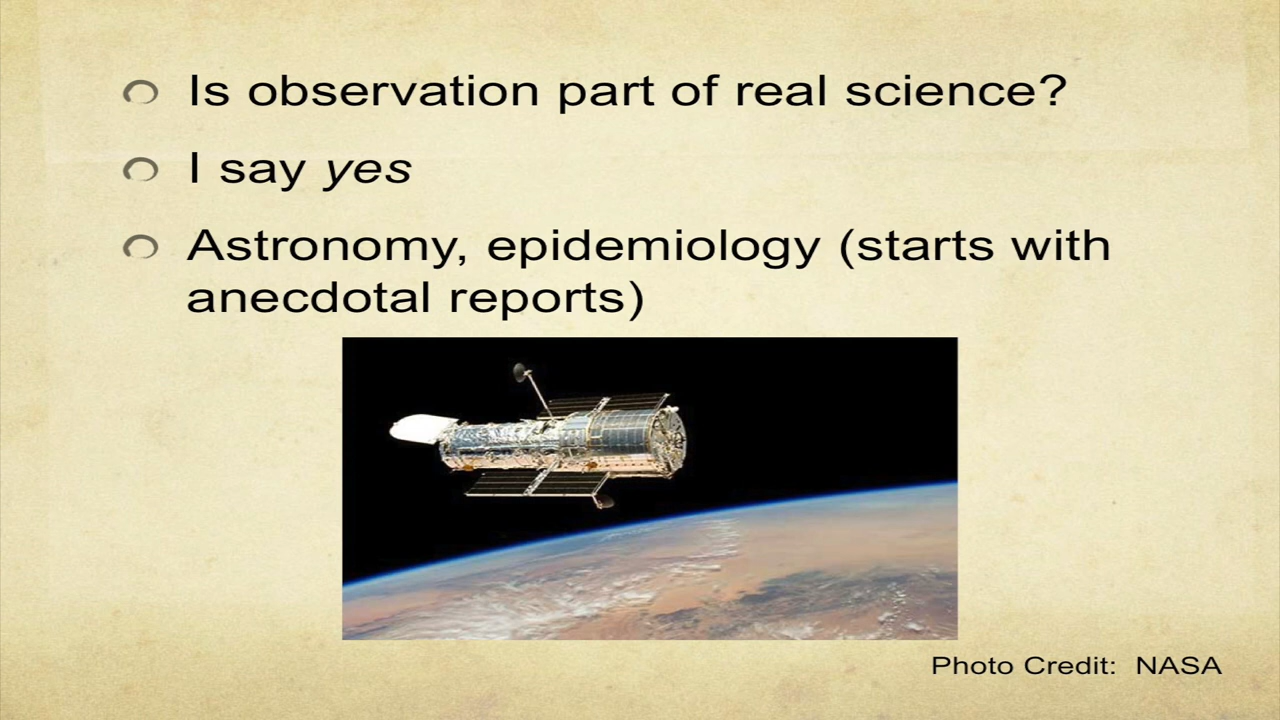 Is observation part of real science?
I say yes
Astronomy, epidemiology (starts with
anecdotal reports)
Photo Credit: NASA